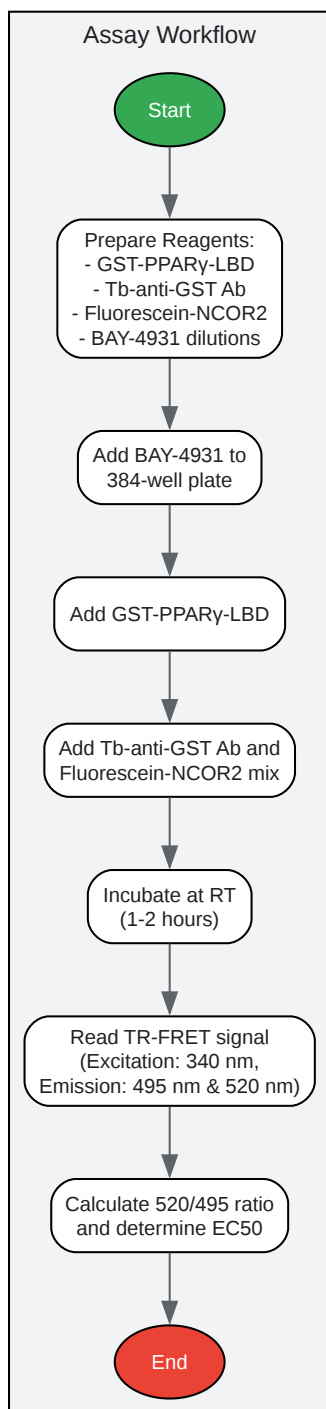 Assay Workflow
Start
Prepare Reagents:
- GST-PPARγ-LBD
- Tb-anti-GST Ab
- Fluorescein-NCOR2
- BAY-4931 dilutions
Add BAY-4931 to
384-well plate
Add GST-PPARγ-LBD
Add Tb-anti-GST Ab and
Fluorescein-NCOR2 mix
Incubate at RT
(1-2 hours)
Read TR-FRET signal
(Excitation: 340 nm,
Emission: 495 nm & 520 nm)
Calculate 520/495 ratio
and determine EC50
End